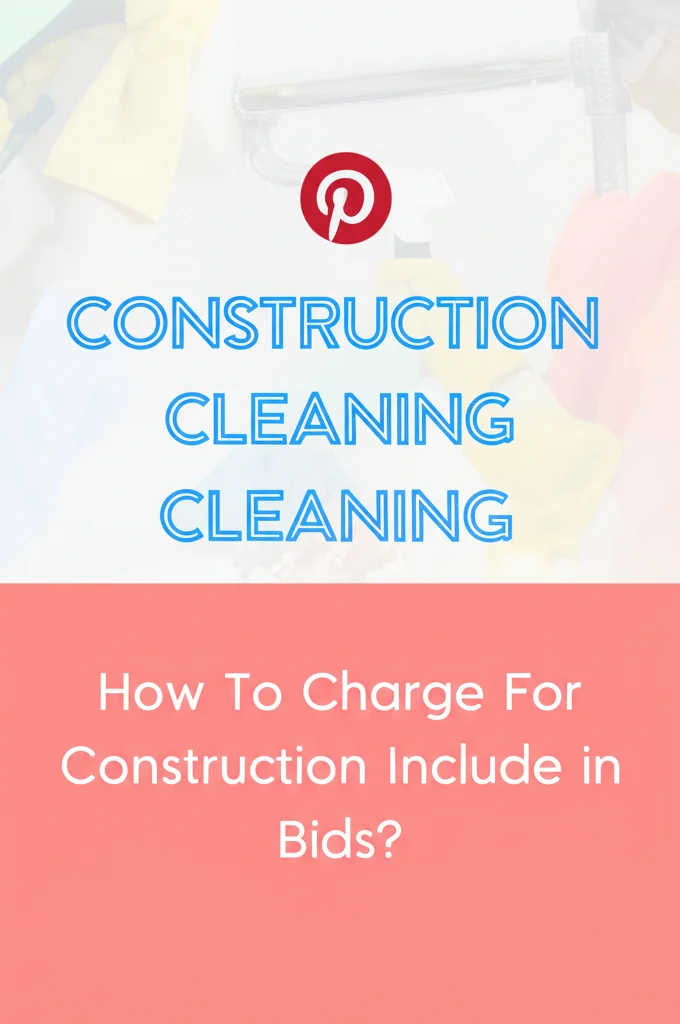 CONSTRUCTION
CLEANING
CLEANING
How To Charge For
Construction Include in
Bids?